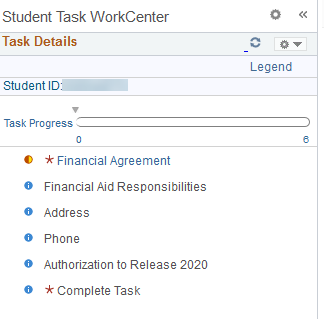 Student Task WorkCenter
Task Details
Legend
Student ID:
Task Progress
0 6
* Financial Agreement
Financial Aid Responsibilities
Address
Phone
Authorization to Release 2020
* Complete Task